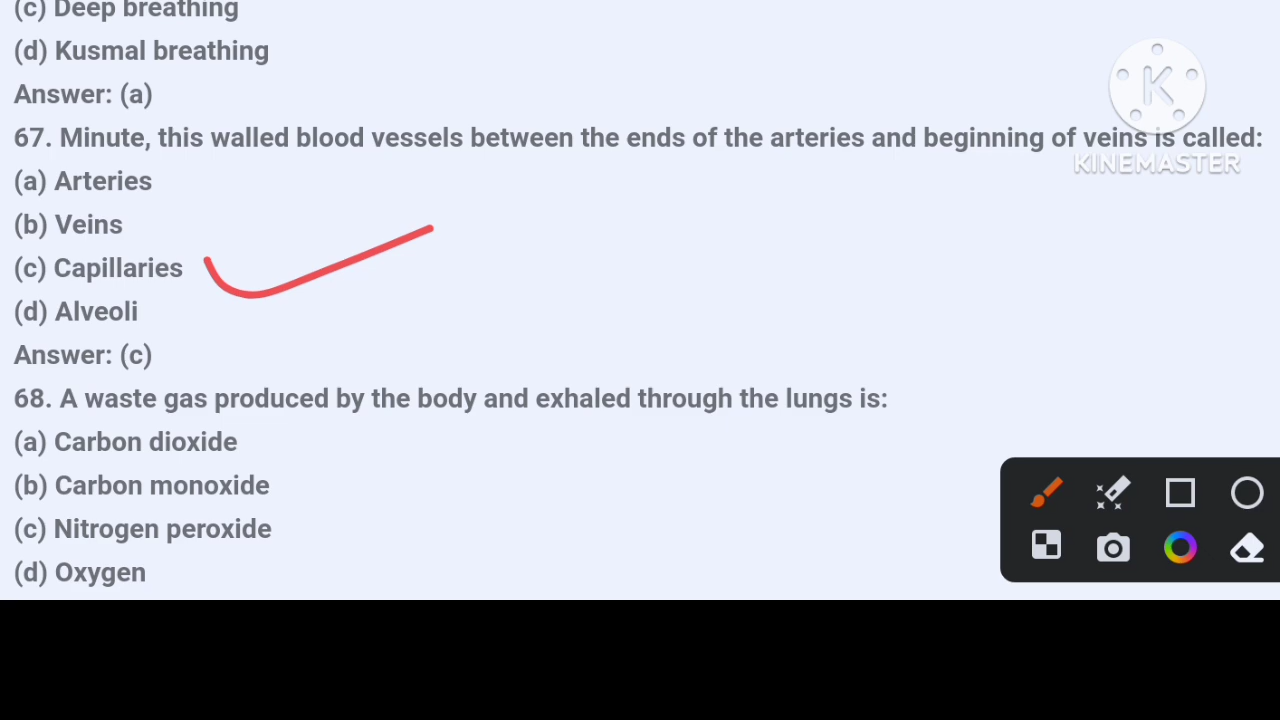 (c) Deep breathing
(d) Kusmal breathing
Answer: (a)
67. Minute, this walled blood vessels between the ends of the arteries and beginning of veins is called:
(a) Arteries
(b) Veins
(c) Capillaries
(d) Alveoli
Answer: (c)
68. A waste gas produced by the body and exhaled through the lungs is:
(a) Carbon dioxide
(b) Carbon monoxide
(c) Nitrogen peroxide
(d) Oxygen
K
KINEMASTER